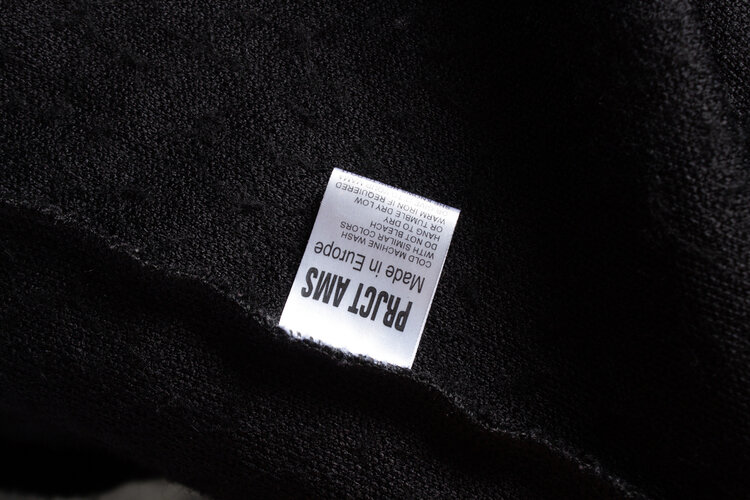 PRJCT AMS
Made in Europe
COLD MACHINE WASH
WITH SIMILAR COLORS
DO NOT BLEACH
HANG TO DRY
OR TUMBLE DRY LOW
WARM IRON IF REQUIRED